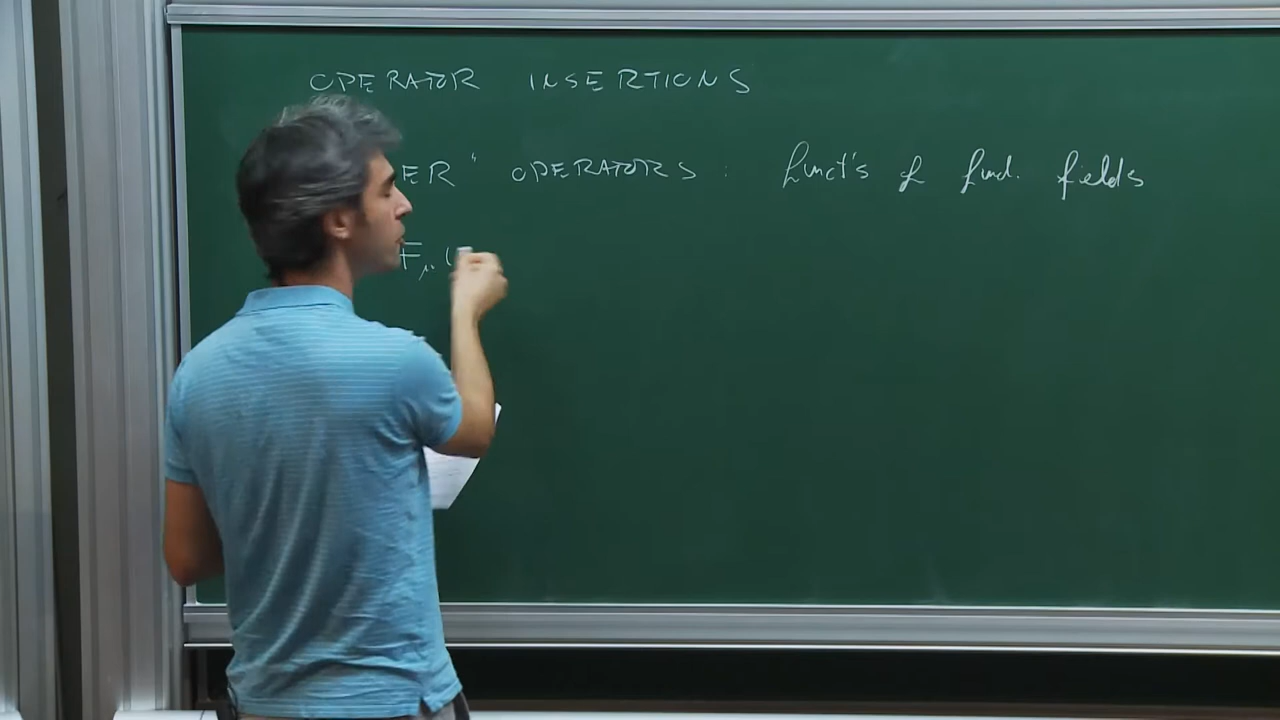 OPERATOR INSERTIONS
ER" OPERATORS : funct's of fund. fields
F